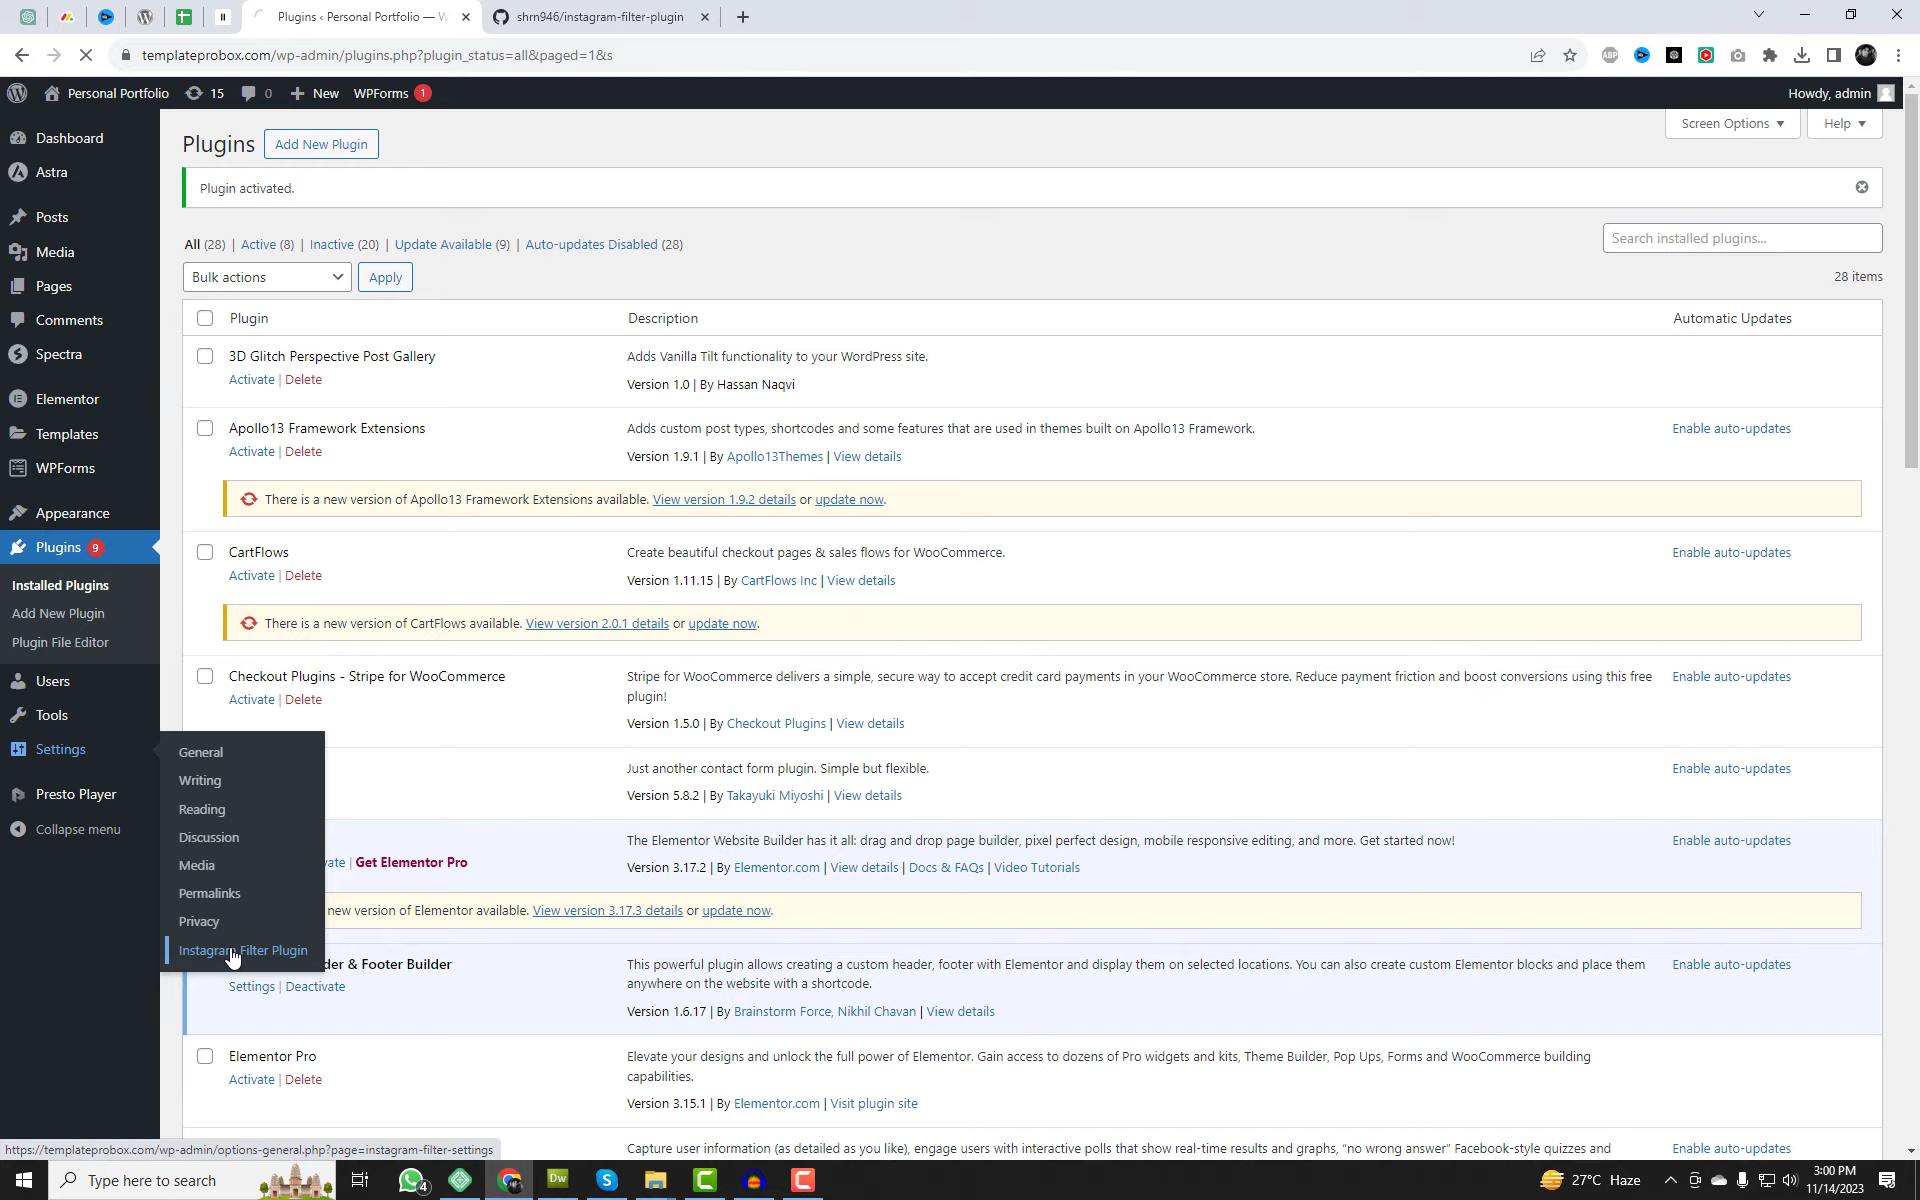 Plugins ‹ Personal Portfolio — W
shrn946/instagram-filter-plugin
templateprobox.com/wp-admin/plugins.php?plugin_status=all&paged=1&s
Personal Portfolio 15 0 New WPForms 1 Howdy, admin
Dashboard
Astra
Posts
Media
Pages
Comments
Spectra
Elementor
Templates
WPForms
Appearance
Plugins 9
Installed Plugins
Add New Plugin
Plugin File Editor
Users
Tools
Settings
Presto Player
Collapse menu
General
Writing
Reading
Discussion
Media
Permalinks
Privacy
Instagram Filter Plugin
Screen Options Help
Plugins Add New Plugin
Plugin activated.
All (28) | Active (8) | Inactive (20) | Update Available (9) | Auto-updates Disabled (28)
Search installed plugins...
Bulk actions Apply 28 items
Plugin Description Automatic Updates
3D Glitch Perspective Post Gallery Adds Vanilla Tilt functionality to your WordPress site.
Activate | Delete Version 1.0 | By Hassan Naqvi
Apollo13 Framework Extensions Adds custom post types, shortcodes and some features that are used in themes built on Apollo13 Framework. Enable auto-updates
Activate | Delete Version 1.9.1 | By Apollo13Themes | View details
There is a new version of Apollo13 Framework Extensions available. View version 1.9.2 details or update now.
CartFlows Create beautiful checkout pages & sales flows for WooCommerce. Enable auto-updates
Activate | Delete Version 1.11.15 | By CartFlows Inc | View details
There is a new version of CartFlows available. View version 2.0.1 details or update now.
Checkout Plugins - Stripe for WooCommerce Stripe for WooCommerce delivers a simple, secure way to accept credit card payments in your WooCommerce store. Reduce payment friction and boost conversions using this free Enable auto-updates
plugin!
Activate | Delete Version 1.5.0 | By Checkout Plugins | View details
Just another contact form plugin. Simple but flexible. Enable auto-updates
Version 5.8.2 | By Takayuki Miyoshi | View details
The Elementor Website Builder has it all: drag and drop page builder, pixel perfect design, mobile responsive editing, and more. Get started now! Enable auto-updates
vate | Get Elementor Pro Version 3.17.2 | By Elementor.com | View details | Docs & FAQs | Video Tutorials
new version of Elementor available. View version 3.17.3 details or update now.
der & Footer Builder This powerful plugin allows creating a custom header, footer with Elementor and display them on selected locations. You can also create custom Elementor blocks and place them Enable auto-updates
anywhere on the website with a shortcode.
Settings | Deactivate Version 1.6.17 | By Brainstorm Force, Nikhil Chavan | View details
Elementor Pro Elevate your designs and unlock the full power of Elementor. Gain access to dozens of Pro widgets and kits, Theme Builder, Pop Ups, Forms and WooCommerce building
capabilities.
Activate | Delete Version 3.15.1 | By Elementor.com | Visit plugin site
Capture user information (as detailed as you like), engage users with interactive polls that show real-time results and graphs, “no wrong answer” Facebook-style quizzes and Enable auto-updates
https://templateprobox.com/wp-admin/options-general.php?page=instagram-filter-settings
Type here to search 4 Dw 27°C Haze 3:00 PM
11/14/2023